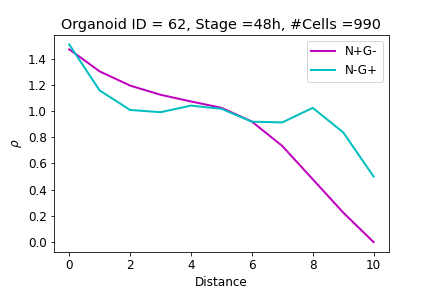 Organoid ID = 62, Stage =48h, #Cells =990
N+G-
N-G+
1.4
1.2
1.0
0.8
0.6
0.4
0.2
0.0
ρ
0 2 4 6 8 10
Distance